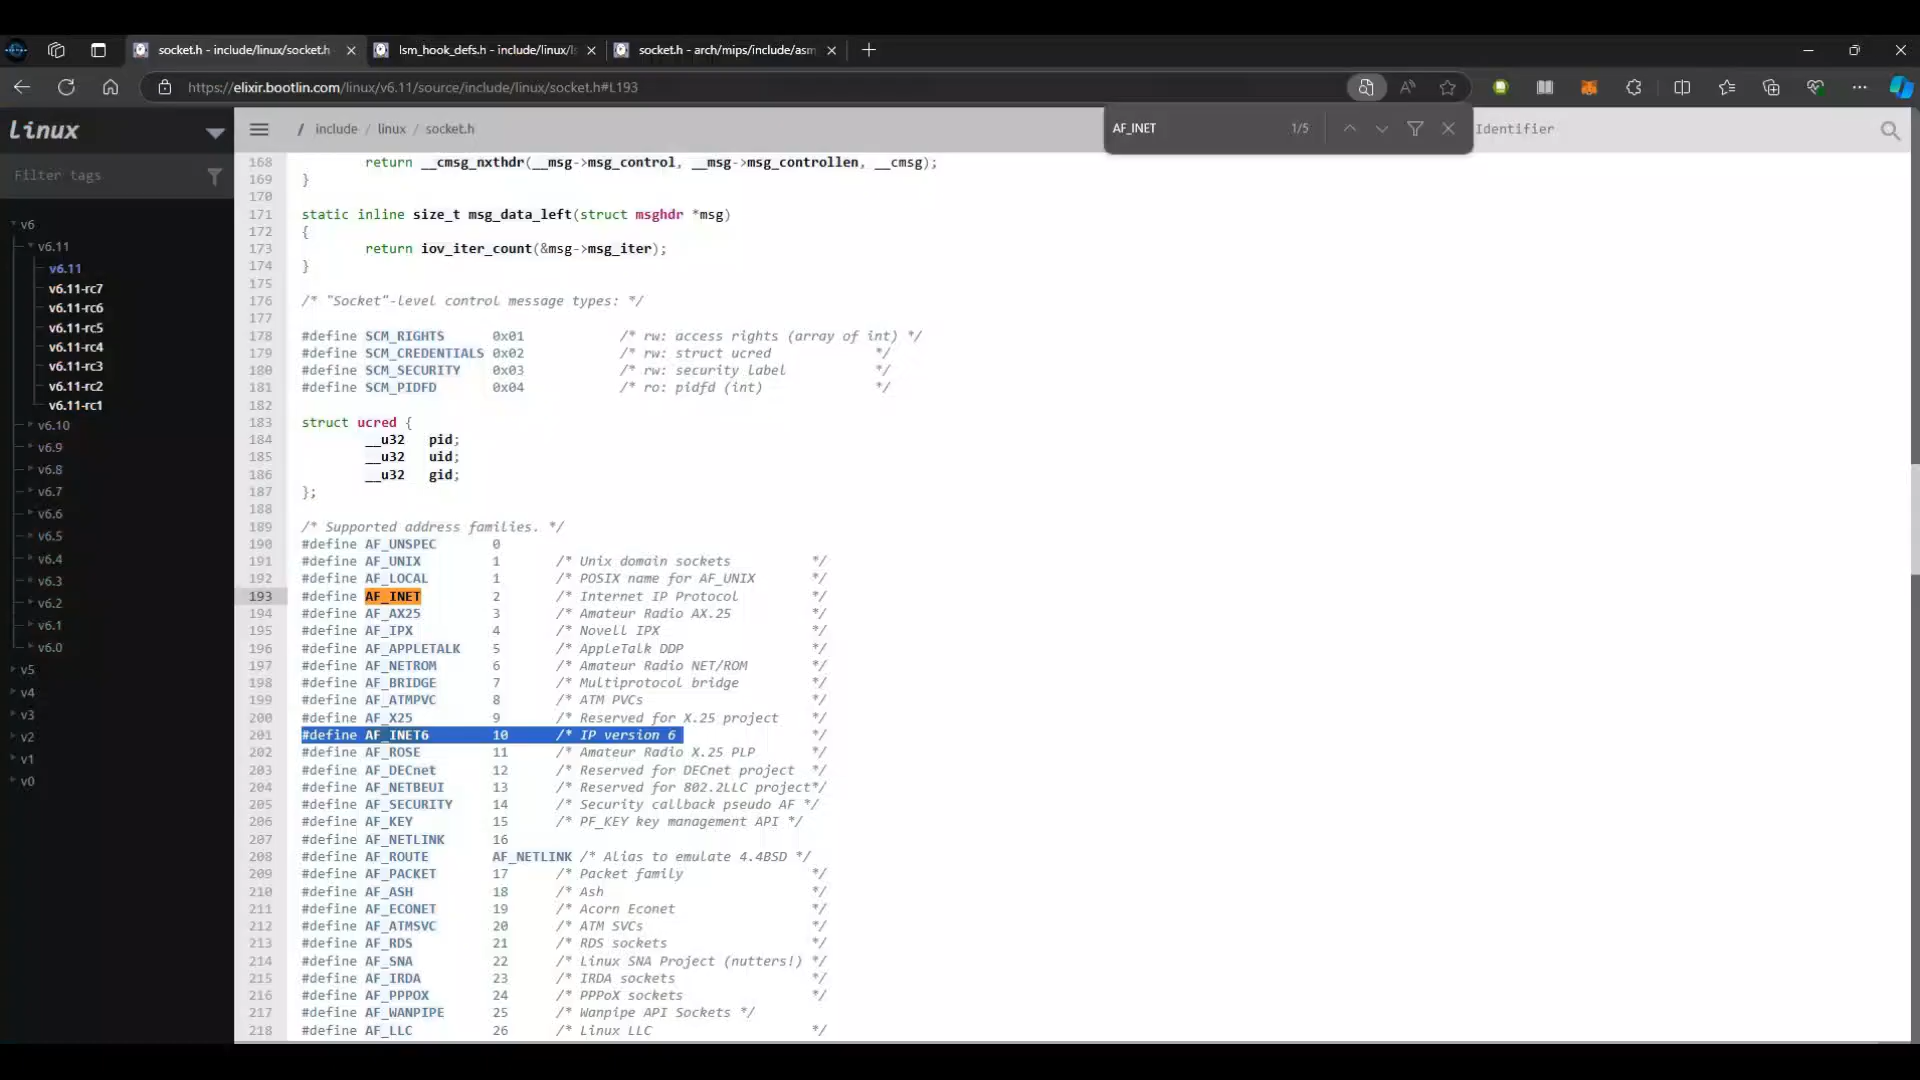 socket.h - include/linux/socket.h
lsm_hook_defs.h - include/linux/ls
socket.h - arch/mips/include/asm
https://elixir.bootlin.com/linux/v6.11/source/include/linux/socket.h#L193
Linux
/ include / linux / socket.h
AF_INET 1/5
Identifier
Filter tags
v6
v6.11
v6.11
v6.11-rc7
v6.11-rc6
v6.11-rc5
v6.11-rc4
v6.11-rc3
v6.11-rc2
v6.11-rc1
v6.10
v6.9
v6.8
v6.7
v6.6
v6.5
v6.4
v6.3
v6.2
v6.1
v6.0
v5
v4
v3
v2
v1
v0
168 return __cmsg_nxthdr(__msg->msg_control, __msg->msg_controllen, __cmsg);
169 }
170
171 static inline size_t msg_data_left(struct msghdr *msg)
172 {
173 return iov_iter_count(&msg->msg_iter);
174 }
175
176 /* "Socket"-level control message types: */
177
178 #define SCM_RIGHTS 0x01 /* rw: access rights (array of int) */
179 #define SCM_CREDENTIALS 0x02 /* rw: struct ucred */
180 #define SCM_SECURITY 0x03 /* rw: security label */
181 #define SCM_PIDFD 0x04 /* ro: pidfd (int) */
182
183 struct ucred {
184 __u32 pid;
185 __u32 uid;
186 __u32 gid;
187 };
188
189 /* Supported address families. */
190 #define AF_UNSPEC 0
191 #define AF_UNIX 1 /* Unix domain sockets */
192 #define AF_LOCAL 1 /* POSIX name for AF_UNIX */
193 #define AF_INET 2 /* Internet IP Protocol */
194 #define AF_AX25 3 /* Amateur Radio AX.25 */
195 #define AF_IPX 4 /* Novell IPX */
196 #define AF_APPLETALK 5 /* AppleTalk DDP */
197 #define AF_NETROM 6 /* Amateur Radio NET/ROM */
198 #define AF_BRIDGE 7 /* Multiprotocol bridge */
199 #define AF_ATMPVC 8 /* ATM PVCs */
200 #define AF_X25 9 /* Reserved for X.25 project */
201 #define AF_INET6 10 /* IP version 6 */
202 #define AF_ROSE 11 /* Amateur Radio X.25 PLP */
203 #define AF_DECnet 12 /* Reserved for DECnet project */
204 #define AF_NETBEUI 13 /* Reserved for 802.2LLC project*/
205 #define AF_SECURITY 14 /* Security callback pseudo AF */
206 #define AF_KEY 15 /* PF_KEY key management API */
207 #define AF_NETLINK 16
208 #define AF_ROUTE AF_NETLINK /* Alias to emulate 4.4BSD */
209 #define AF_PACKET 17 /* Packet family */
210 #define AF_ASH 18 /* Ash */
211 #define AF_ECONET 19 /* Acorn Econet */
212 #define AF_ATMSVC 20 /* ATM SVCs */
213 #define AF_RDS 21 /* RDS sockets */
214 #define AF_SNA 22 /* Linux SNA Project (nutters!) */
215 #define AF_IRDA 23 /* IRDA sockets */
216 #define AF_PPPOX 24 /* PPPoX sockets */
217 #define AF_WANPIPE 25 /* Wanpipe API Sockets */
218 #define AF_LLC 26 /* Linux LLC */